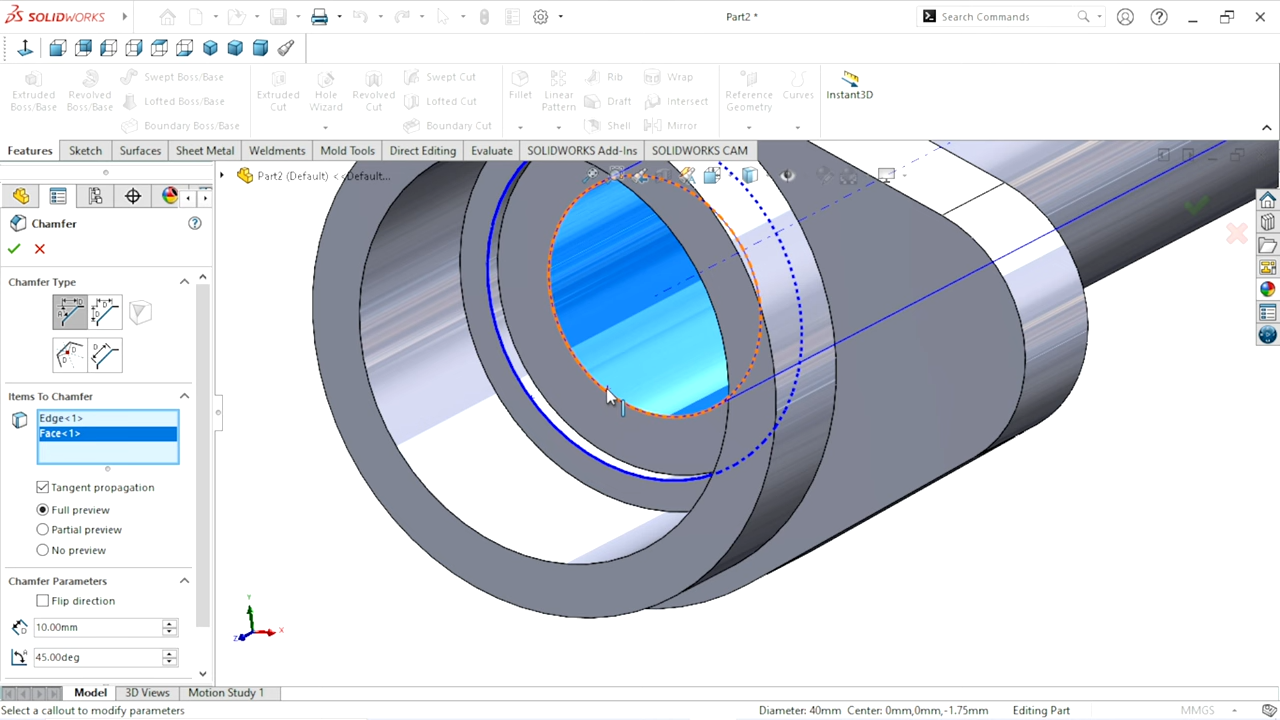 SOLIDWORKS
Part2 *
Search Commands
Extruded Boss/Base
Revolved Boss/Base
Swept Boss/Base
Lofted Boss/Base
Boundary Boss/Base
Extruded Cut
Hole Wizard
Revolved Cut
Swept Cut
Lofted Cut
Boundary Cut
Fillet
Linear Pattern
Rib
Draft
Shell
Wrap
Intersect
Mirror
Reference Geometry
Curves
Instant3D
Features Sketch Surfaces Sheet Metal Weldments Mold Tools Direct Editing Evaluate SOLIDWORKS Add-Ins SOLIDWORKS CAM
Part2 (Default) <<Default...
Chamfer
Chamfer Type
Items To Chamfer
Edge<1>
Face<1>
Tangent propagation
Full preview
Partial preview
No preview
Chamfer Parameters
Flip direction
10.00mm
45.00deg
Y
X
Z
Model 3D Views Motion Study 1
Select a callout to modify parameters
Diameter: 40mm Center: 0mm,0mm,-1.75mm
Editing Part
MMGS